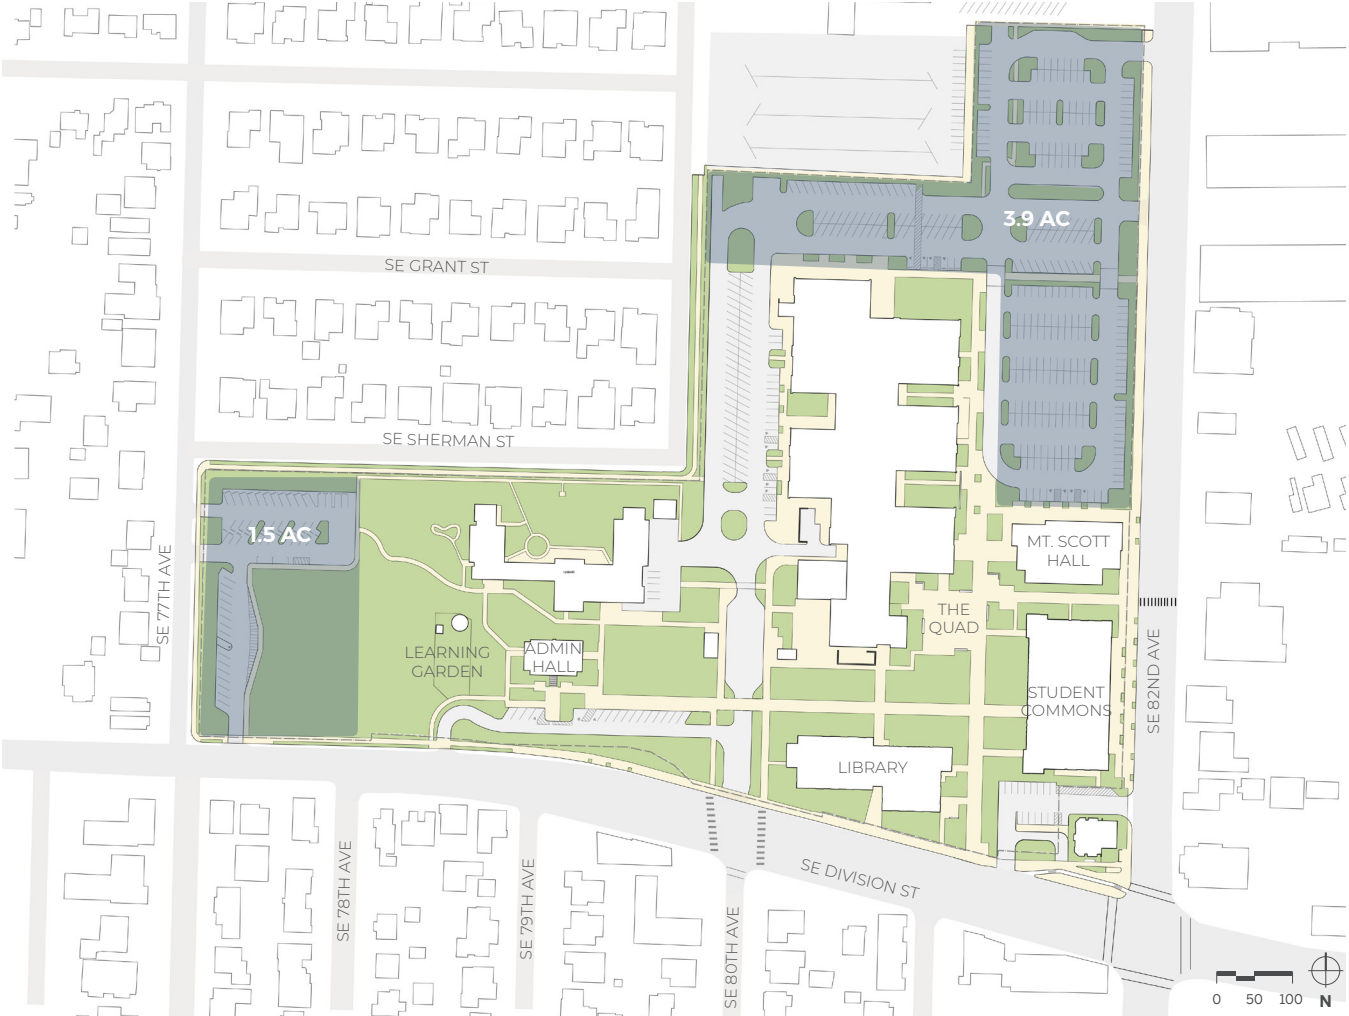 3.9 AC
SE GRANT ST
SE SHERMAN ST
1.5 AC
MT. SCOTT
HALL
SE 77TH AVE
THE
QUAD
LEARNING
GARDEN
ADMIN
HALL
SE 82ND AVE
STUDENT
COMMONS
LIBRARY
SE DIVISION ST
SE 78TH AVE
SE 79TH AVE
SE 80TH AVE
0 50 100 N